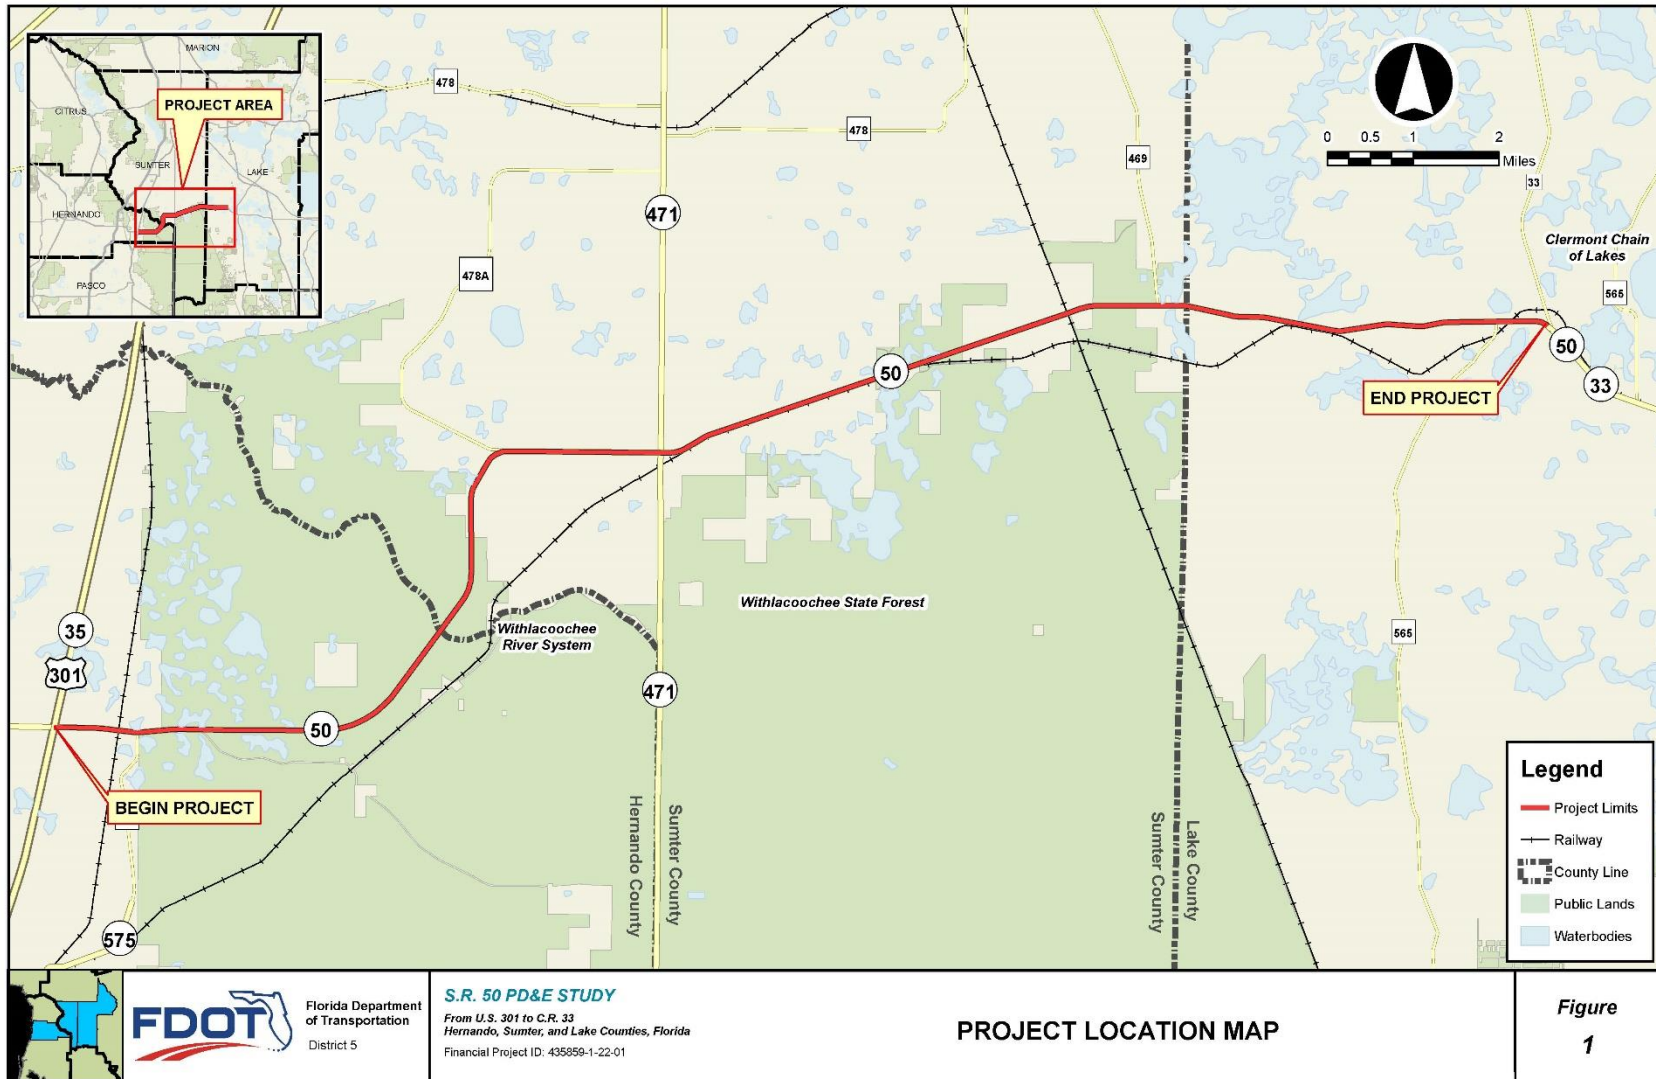 MARION
CITRUS
PROJECT AREA
SUMTER
LAKE
HERNANDO
PASCO
478
478
469
471
478A
0 0.5 1 2
Miles
33
Clermont Chain
of Lakes
565
50
50
33
END PROJECT
Withlacoochee State Forest
Withlacoochee
River System
565
35
301
471
50
BEGIN PROJECT
575
Hernando County
Sumter County
Sumter County
Lake County
Legend
Project Limits
Railway
County Line
Public Lands
Waterbodies
FDOT
Florida Department
of Transportation
District 5
S.R. 50 PD&E STUDY
From U.S. 301 to C.R. 33
Hernando, Sumter, and Lake Counties, Florida
Financial Project ID: 435859-1-22-01
PROJECT LOCATION MAP
Figure
1